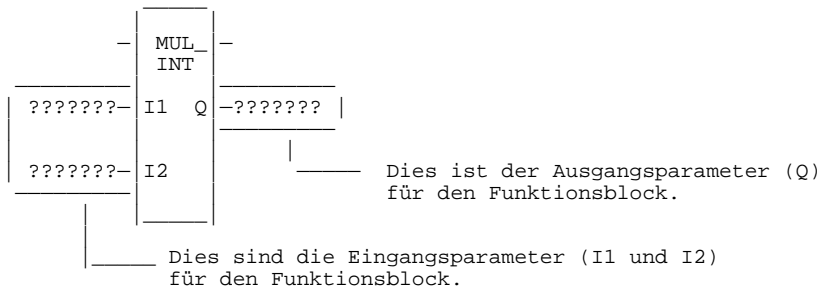 MUL_
INT
??????? I1 Q ???????
??????? I2
Dies ist der Ausgangsparameter (Q)
für den Funktionsblock.
Dies sind die Eingangsparameter (I1 und I2)
für den Funktionsblock.